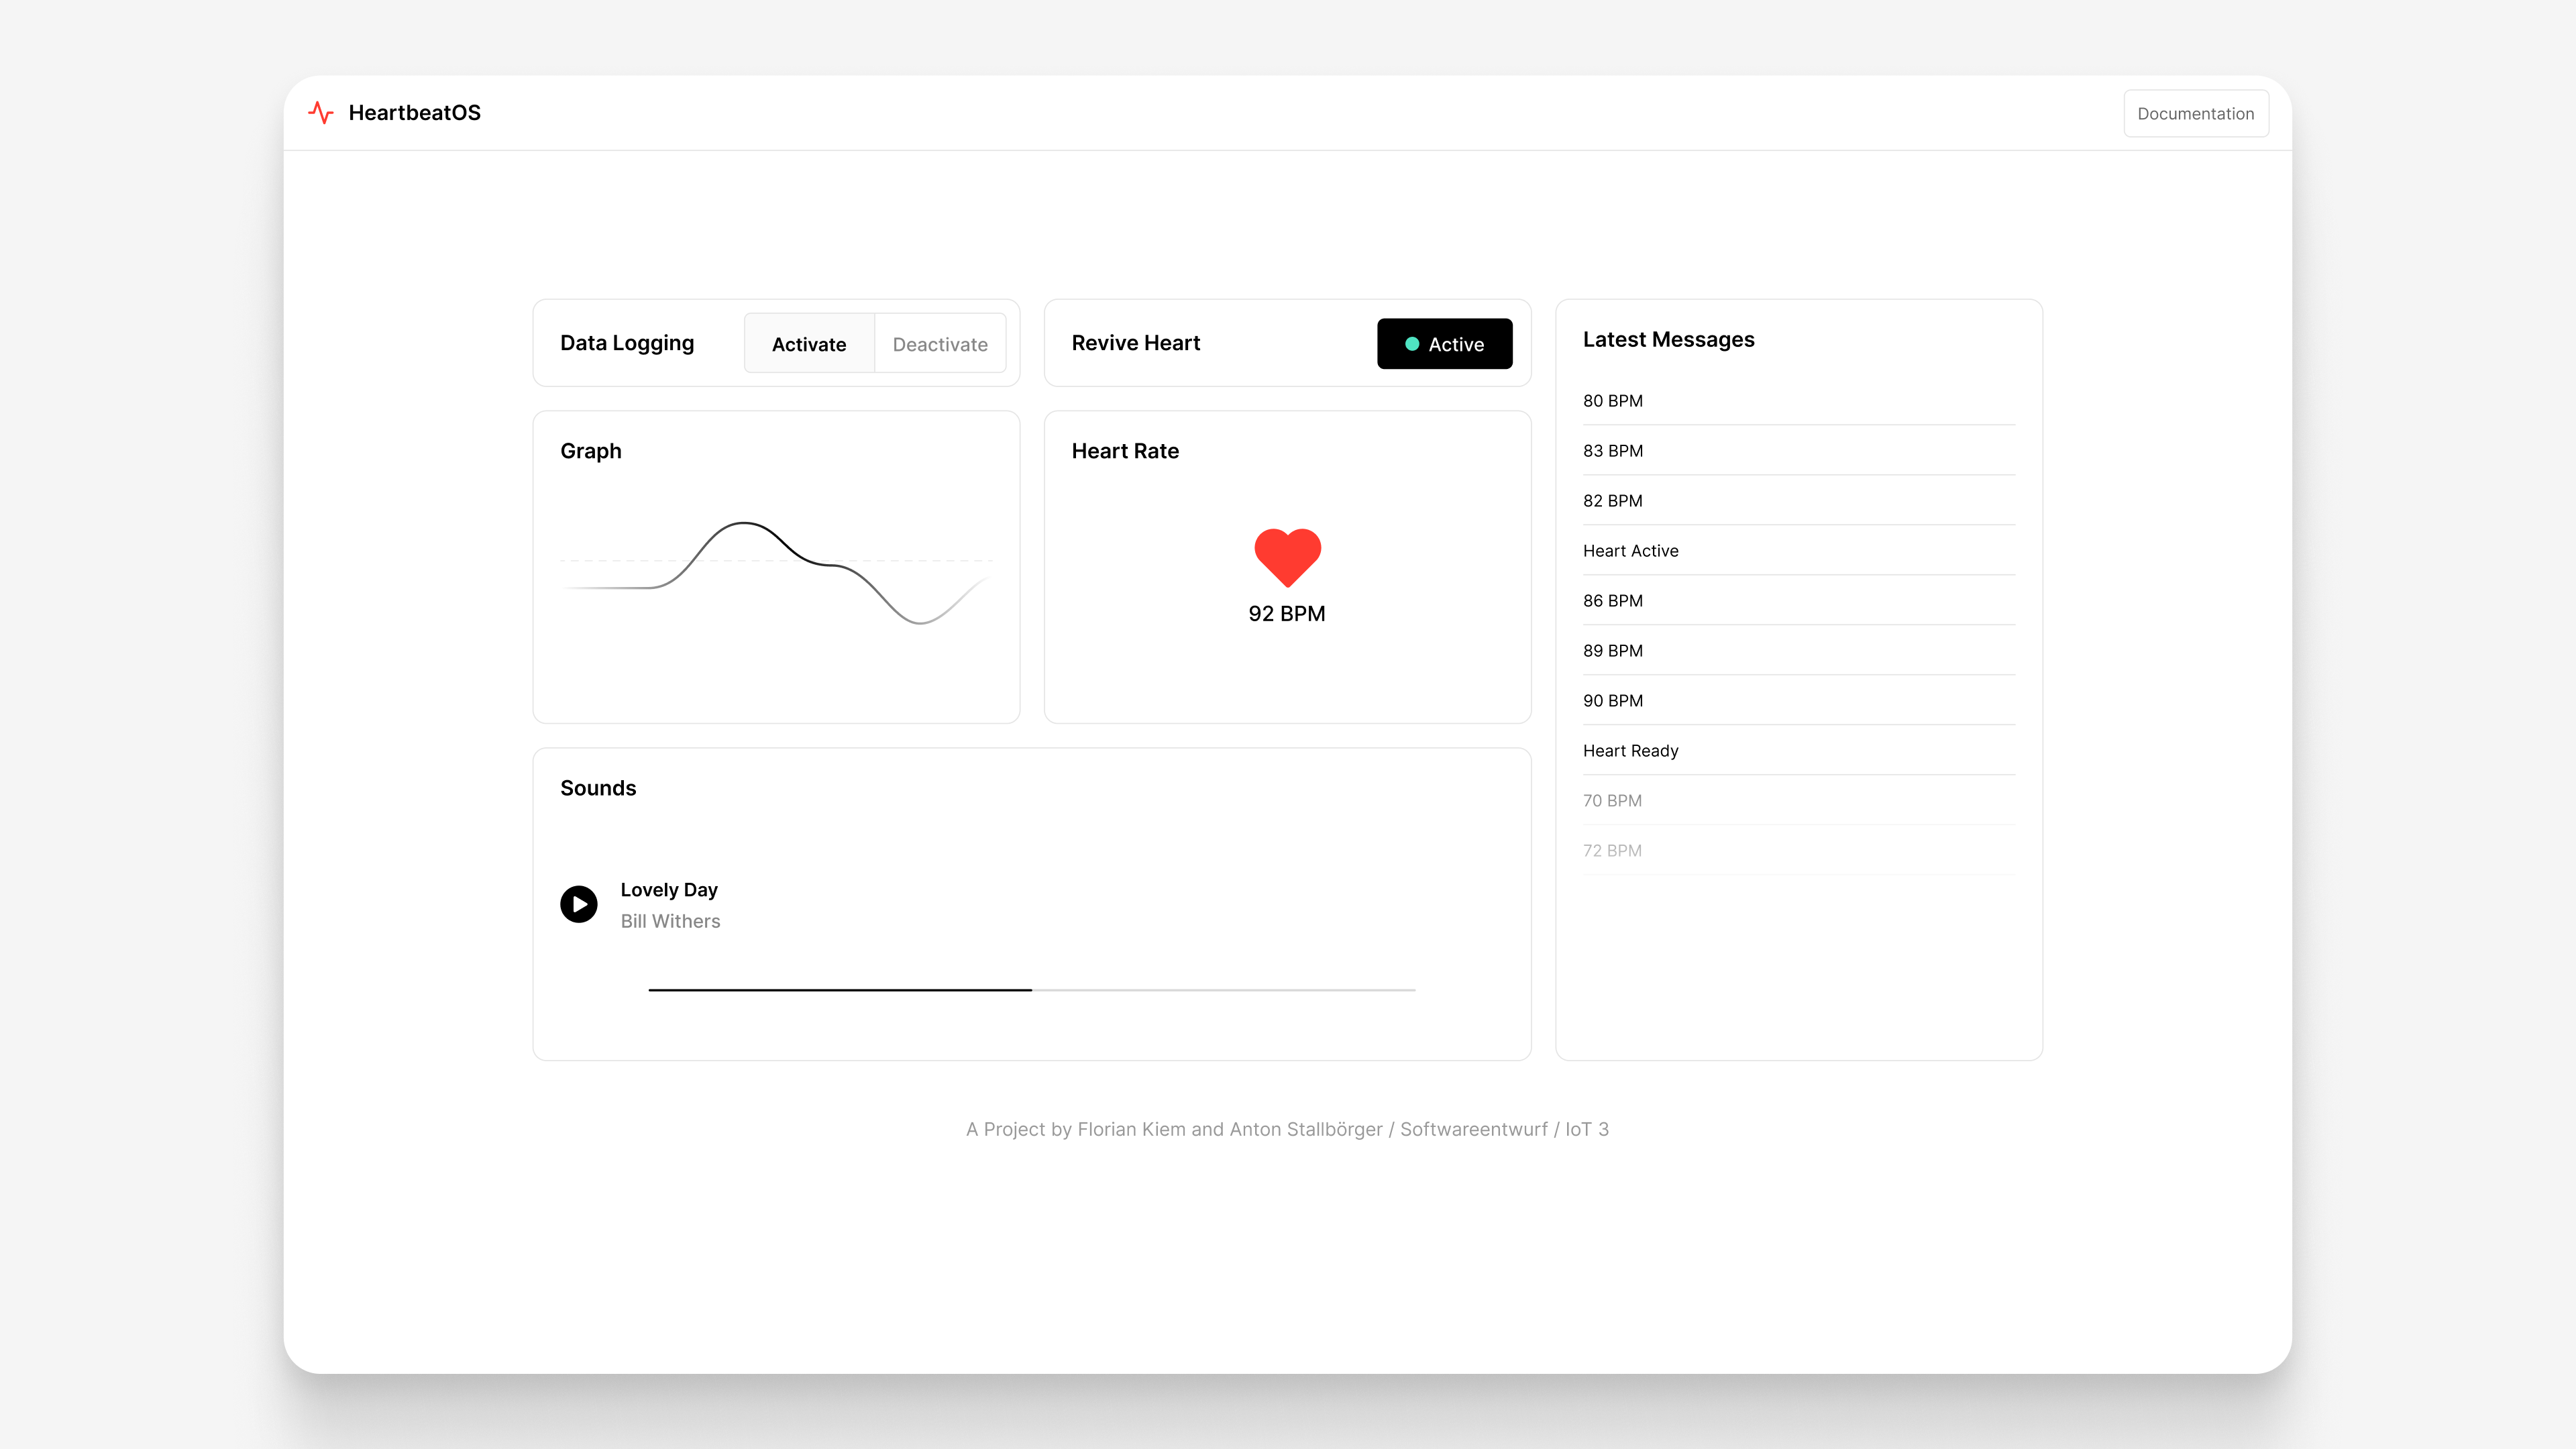 HeartbeatOS
Documentation
Data Logging
Activate
Deactivate
Revive Heart
Active
Graph
Heart Rate
92 BPM
Sounds
Lovely Day
Bill Withers
Latest Messages
80 BPM
83 BPM
82 BPM
Heart Active
86 BPM
89 BPM
90 BPM
Heart Ready
70 BPM
72 BPM
A Project by Florian Kiem and Anton Stallbörger / Softwareentwurf / IoT 3